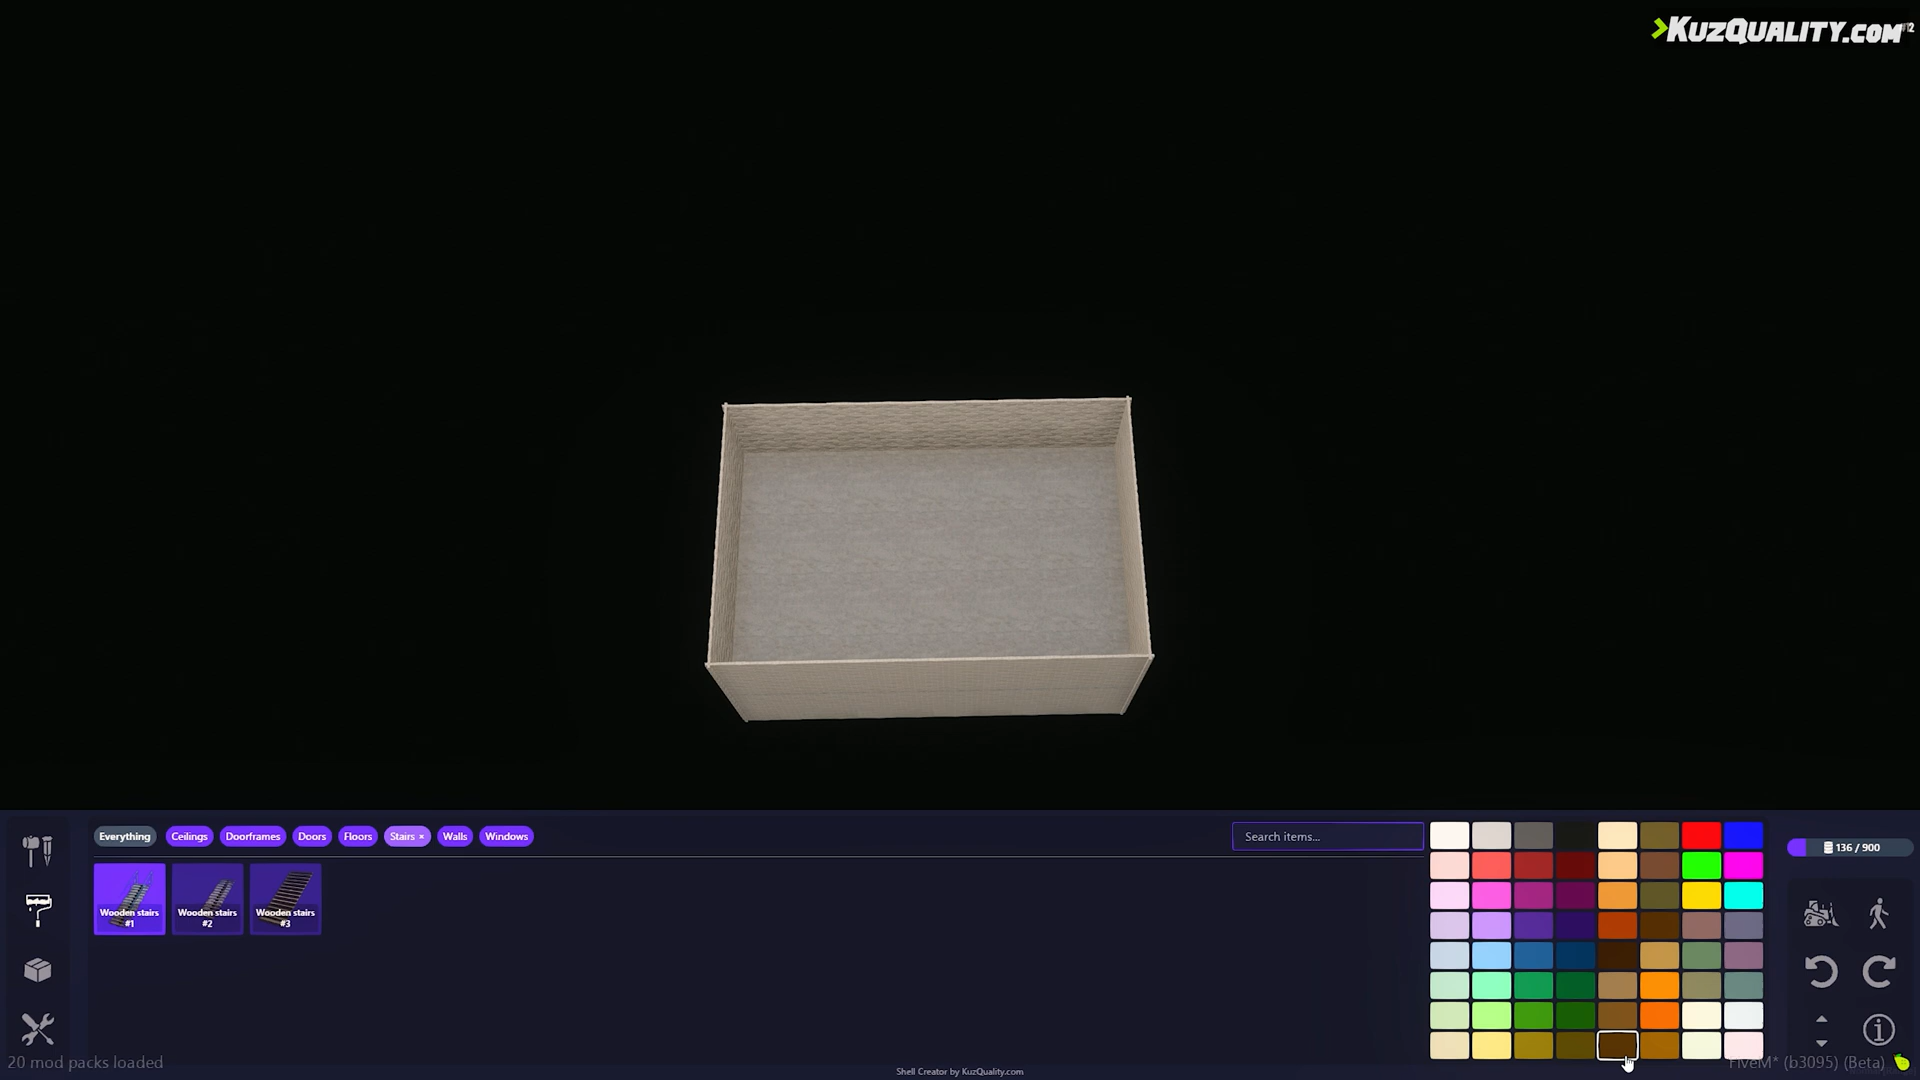 KuzQuality.com
Everything
Ceilings
Doorframes
Doors
Floors
Stairs ×
Walls
Windows
Search items...
136 / 900
Wooden stairs
#1
Wooden stairs
#2
Wooden stairs
#3
20 mod packs loaded
FiveM* (b3095) (Beta)
Shell Creator by KuzQuality.com